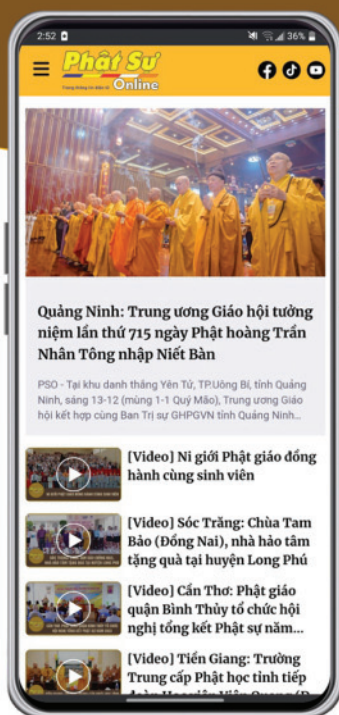 2:52
36%
Phật Sự
Trang thông tin điện tử
Online
Quảng Ninh: Trung ương Giáo hội tưởng
niệm lần thứ 715 ngày Phật hoàng Trần
Nhân Tông nhập Niết Bàn
PSO - Tại khu danh thắng Yên Tử, TP.Uông Bí, tỉnh Quảng
Ninh, sáng 13-12 (mùng 1-1 Quý Mão), Trung ương Giáo
hội kết hợp cùng Ban Trị sự GHPGVN tỉnh Quảng Ninh...
[Video] Ni giới Phật giáo đồng
hành cùng sinh viên
[Video] Sóc Trăng: Chùa Tam
Bảo (Đồng Nai), nhà hảo tâm
tặng quà tại huyện Long Phú
[Video] Cần Thơ: Phật giáo
quận Bình Thủy tổ chức hội
nghị tổng kết Phật sự năm...
[Video] Tiền Giang: Trường
Trung cấp Phật học tỉnh tiếp